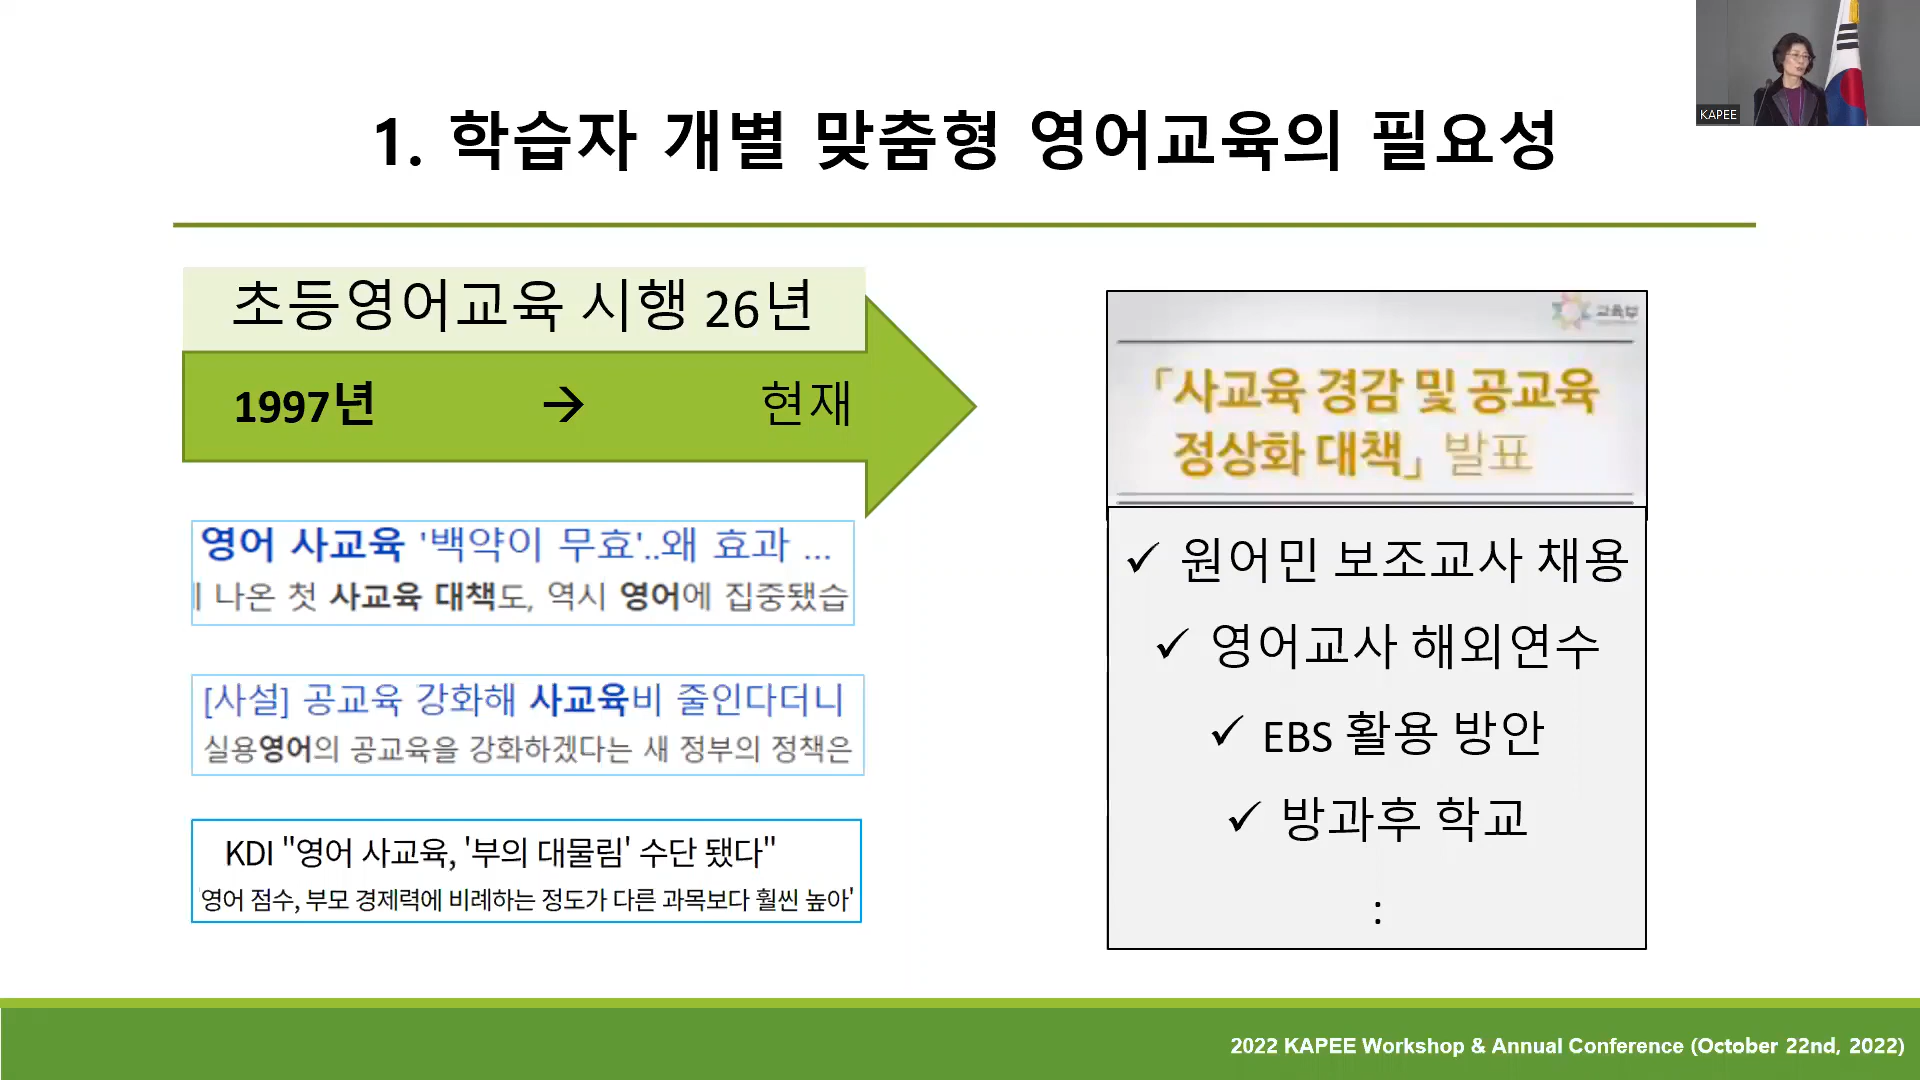 KAPEE
1. 학습자 개별 맞춤형 영어교육의 필요성
초등영어교육 시행 26년
1997년 → 현재
영어 사교육 '백약이 무효'..왜 효과 ...
나온 첫 사교육 대책도, 역시 영어에 집중됐습
[사설] 공교육 강화해 사교육비 줄인다더니
실용영어의 공교육을 강화하겠다는 새 정부의 정책은
KDI "영어 사교육, '부의 대물림' 수단 됐다"
'영어 점수, 부모 경제력에 비례하는 정도가 다른 과목보다 훨씬 높아'
교육부
「사교육 경감 및 공교육
정상화 대책」 발표
✓ 원어민 보조교사 채용
✓ 영어교사 해외연수
✓ EBS 활용 방안
✓ 방과후 학교
:
2022 KAPEE Workshop & Annual Conference (October 22nd, 2022)